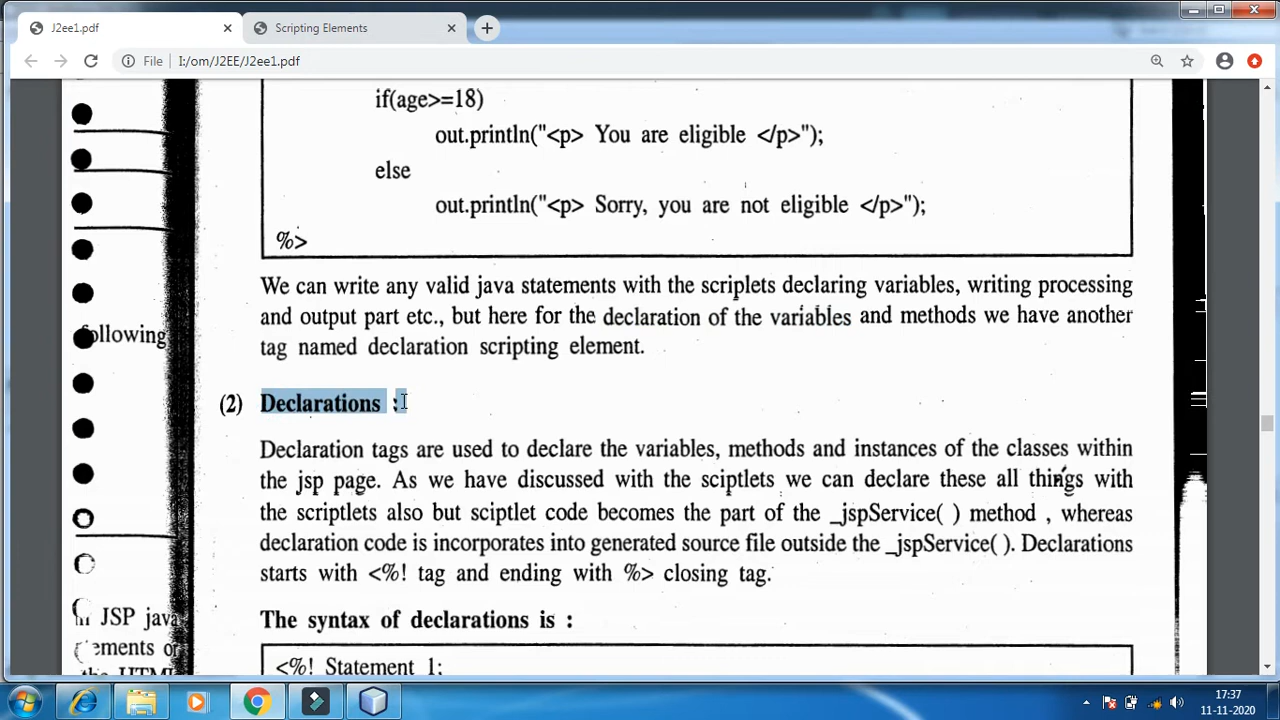 J2ee1.pdf
Scripting Elements
File I:/om/J2EE/J2ee1.pdf
if(age>=18)
out.println("<p> You are eligible </p>");
else
out.println("<p> Sorry, you are not eligible </p>");
%>
We can write any valid java statements with the scriplets declaring variables, writing processing
and output part etc., but here for the declaration of the variables and methods we have another
tag named declaration scripting element.
ollowing
(2) Declarations :
Declaration tags are used to declare the variables, methods and instances of the classes within
the jsp page. As we have discussed with the sciptlets we can declare these all things with
the scriptlets also but sciptlet code becomes the part of the _jspService( ) method , whereas
declaration code is incorporates into generated source file outside the _jspService( ). Declarations
starts with <%! tag and ending with %> closing tag.
The syntax of declarations is :
JSP java
ements of
<%! Statement 1;
17:37
11-11-2020